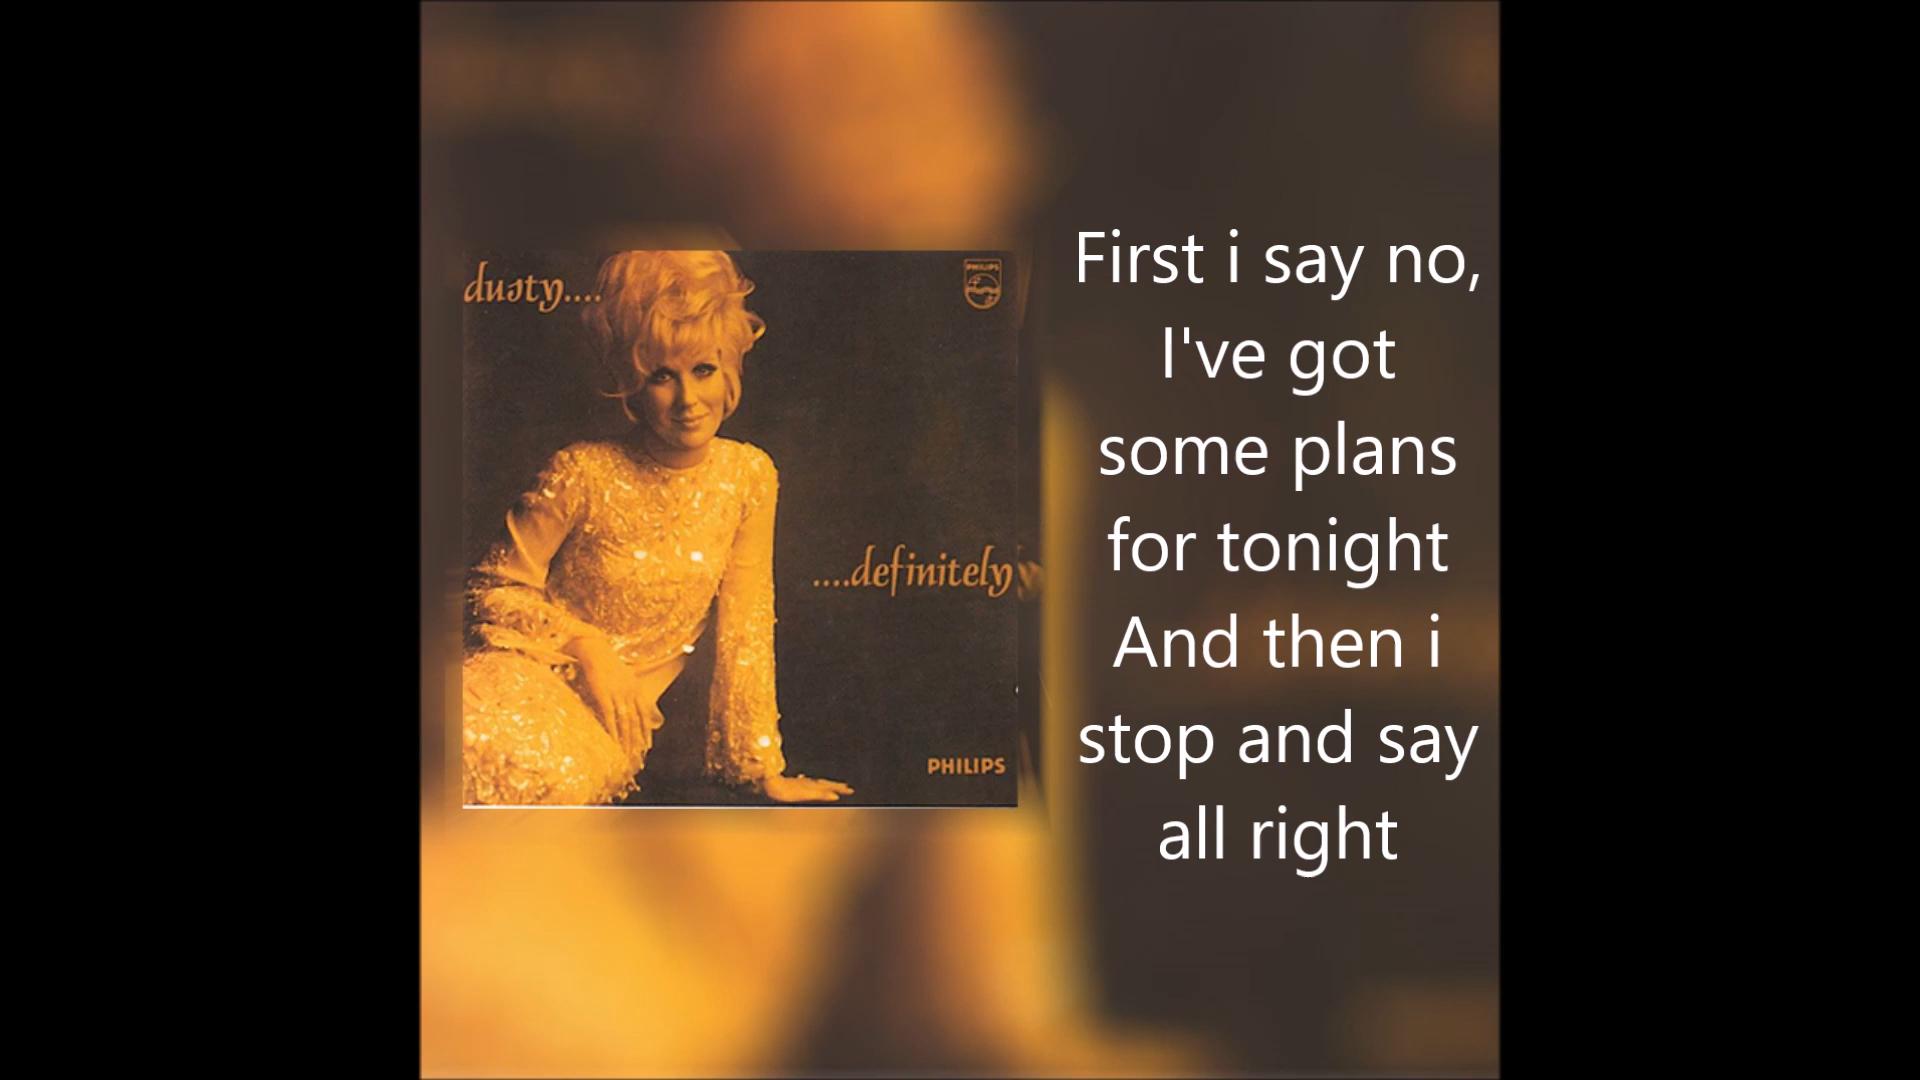 dusty....
PHILIPS
....definitely
PHILIPS
First i say no,
I've got
some plans
for tonight
And then i
stop and say
all right